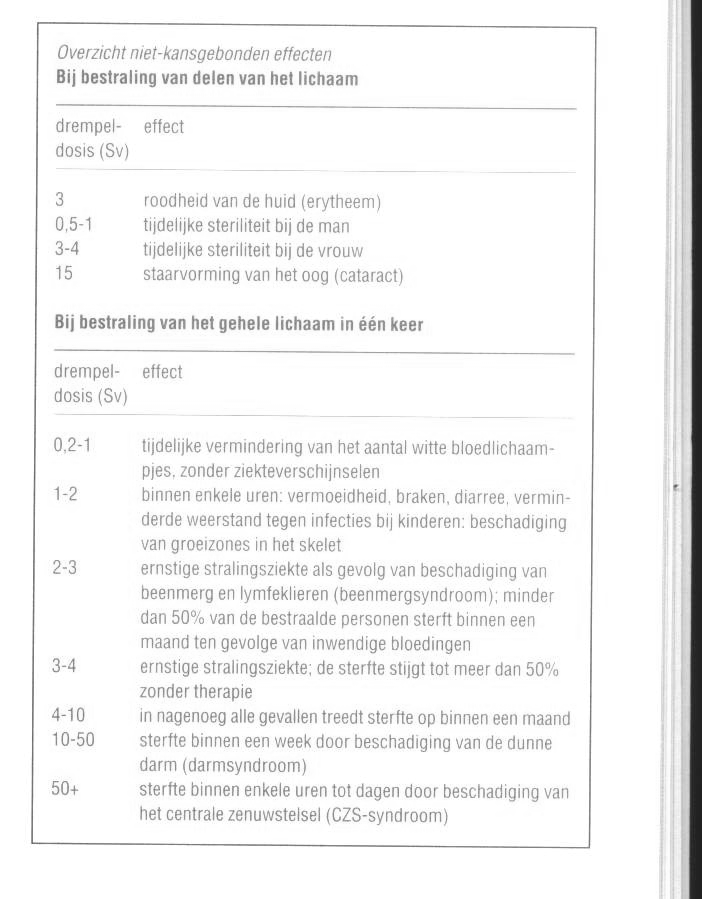 Overzicht niet-kansgebonden effecten
Bij bestraling van delen van het lichaam
drempel- effect
dosis (Sv)
3 roodheid van de huid (erytheem)
0,5-1 tijdelijke steriliteit bij de man
3-4 tijdelijke steriliteit bij de vrouw
15 staarvorming van het oog (cataract)
Bij bestraling van het gehele lichaam in één keer
drempel- effect
dosis (Sv)
0,2-1 tijdelijke vermindering van het aantal witte bloedlichaam-
pjes, zonder ziekteverschijnselen
1-2 binnen enkele uren: vermoeidheid, braken, diarree, vermin-
derde weerstand tegen infecties bij kinderen: beschadiging
van groeizones in het skelet
2-3 ernstige stralingsziekte als gevolg van beschadiging van
beenmerg en lymfeklieren (beenmergsyndroom); minder
dan 50% van de bestraalde personen sterft binnen een
maand ten gevolge van inwendige bloedingen
3-4 ernstige stralingsziekte; de sterfte stijgt tot meer dan 50%
zonder therapie
4-10 in nagenoeg alle gevallen treedt sterfte op binnen een maand
10-50 sterfte binnen een week door beschadiging van de dunne
darm (darmsyndroom)
50+ sterfte binnen enkele uren tot dagen door beschadiging van
het centrale zenuwstelsel (CZS-syndroom)